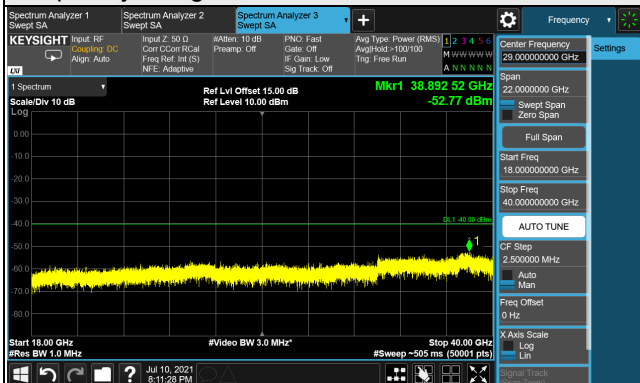 Spectrum Analyzer 1
Swept SA
Spectrum Analyzer 2
Swept SA
Spectrum Analyzer 3
Swept SA
Frequency
KEYSIGHT
Input: RF
Coupling: DC
Align: Auto
Input Z: 50 Ω
Corr CCorr RCal
Freq Ref: Int (S)
NFE: Adaptive
#Atten: 10 dB
Preamp: Off
PNO: Fast
Gate: Off
IF Gain: Low
Sig Track: Off
Avg Type: Power (RMS)
Avg|Hold:>100/100
Trig: Free Run
1 2 3 4 5 6
M W W W W W
A N N N N N
LXI
1 Spectrum
Scale/Div 10 dB
Log
Ref Lvl Offset 15.00 dB
Ref Level 10.00 dBm
Mkr1 38.892 52 GHz
-52.77 dBm
0.00
-10.0
-20.0
-30.0
-40.0
-50.0
-60.0
-70.0
-80.0
DL1 -40.00 dBm
1
Start 18.00 GHz
#Res BW 1.0 MHz
#Video BW 3.0 MHz*
Stop 40.00 GHz
#Sweep ~505 ms (50001 pts)
Center Frequency
29.000000000 GHz
Settings
Span
22.0000000 GHz
Swept Span
Zero Span
Full Span
Start Freq
18.000000000 GHz
Stop Freq
40.000000000 GHz
AUTO TUNE
CF Step
2.500000 MHz
Auto
Man
Freq Offset
0 Hz
X Axis Scale
Log
Lin
Signal Track
Jul 10, 2021
8:11:28 PM